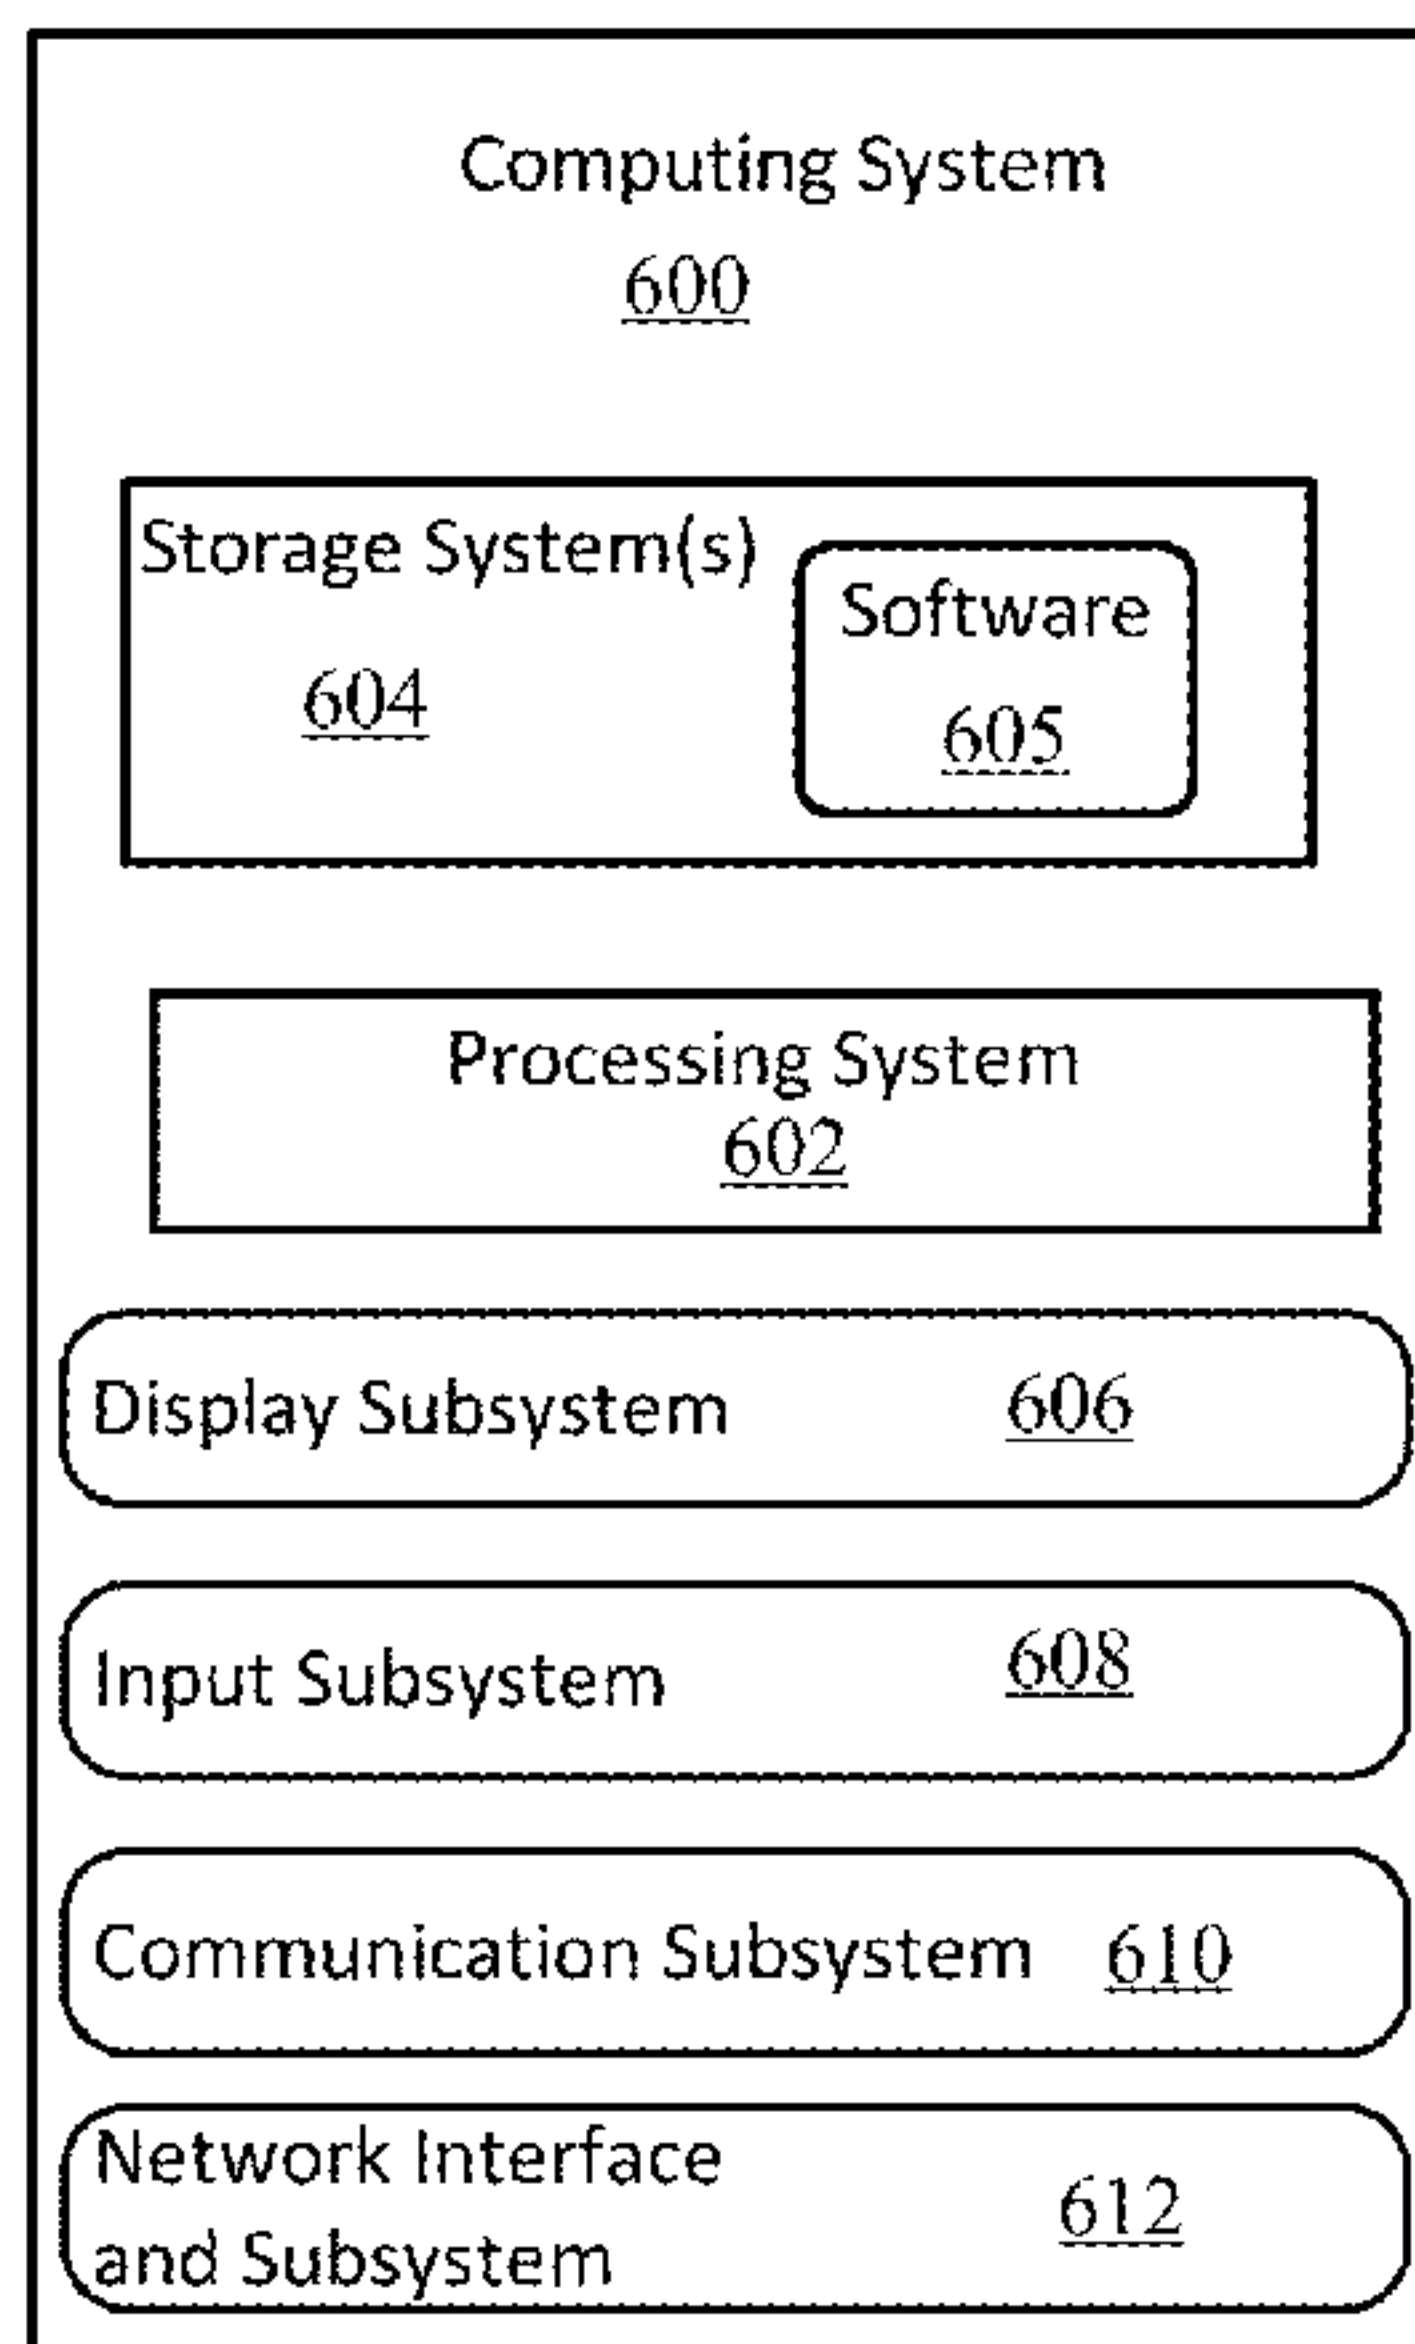 Computing System
600
Storage System(s)
604
Software
605
Processing System
602
Display Subsystem 606
Input Subsystem 608
Communication Subsystem 610
Network Interface
and Subsystem
612